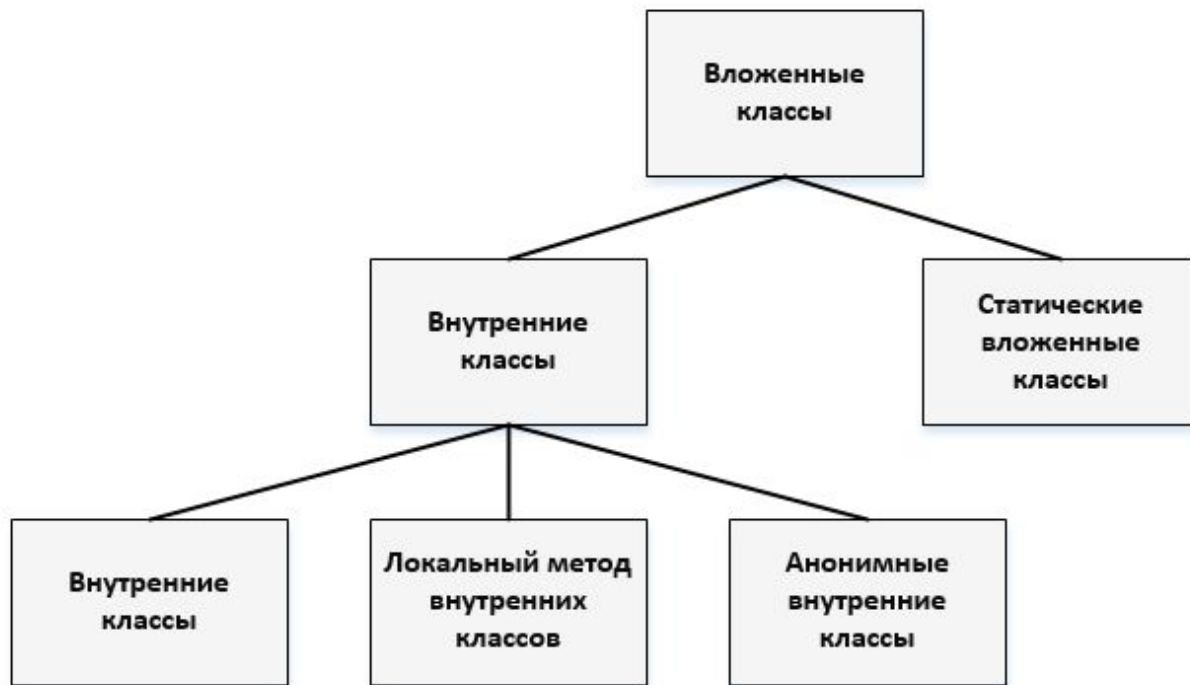 Вложенные
классы
Внутренние
классы
Статические
вложенные
классы
Внутренние
классы
Локальный метод
внутренних
классов
Анонимные
внутренние
классы